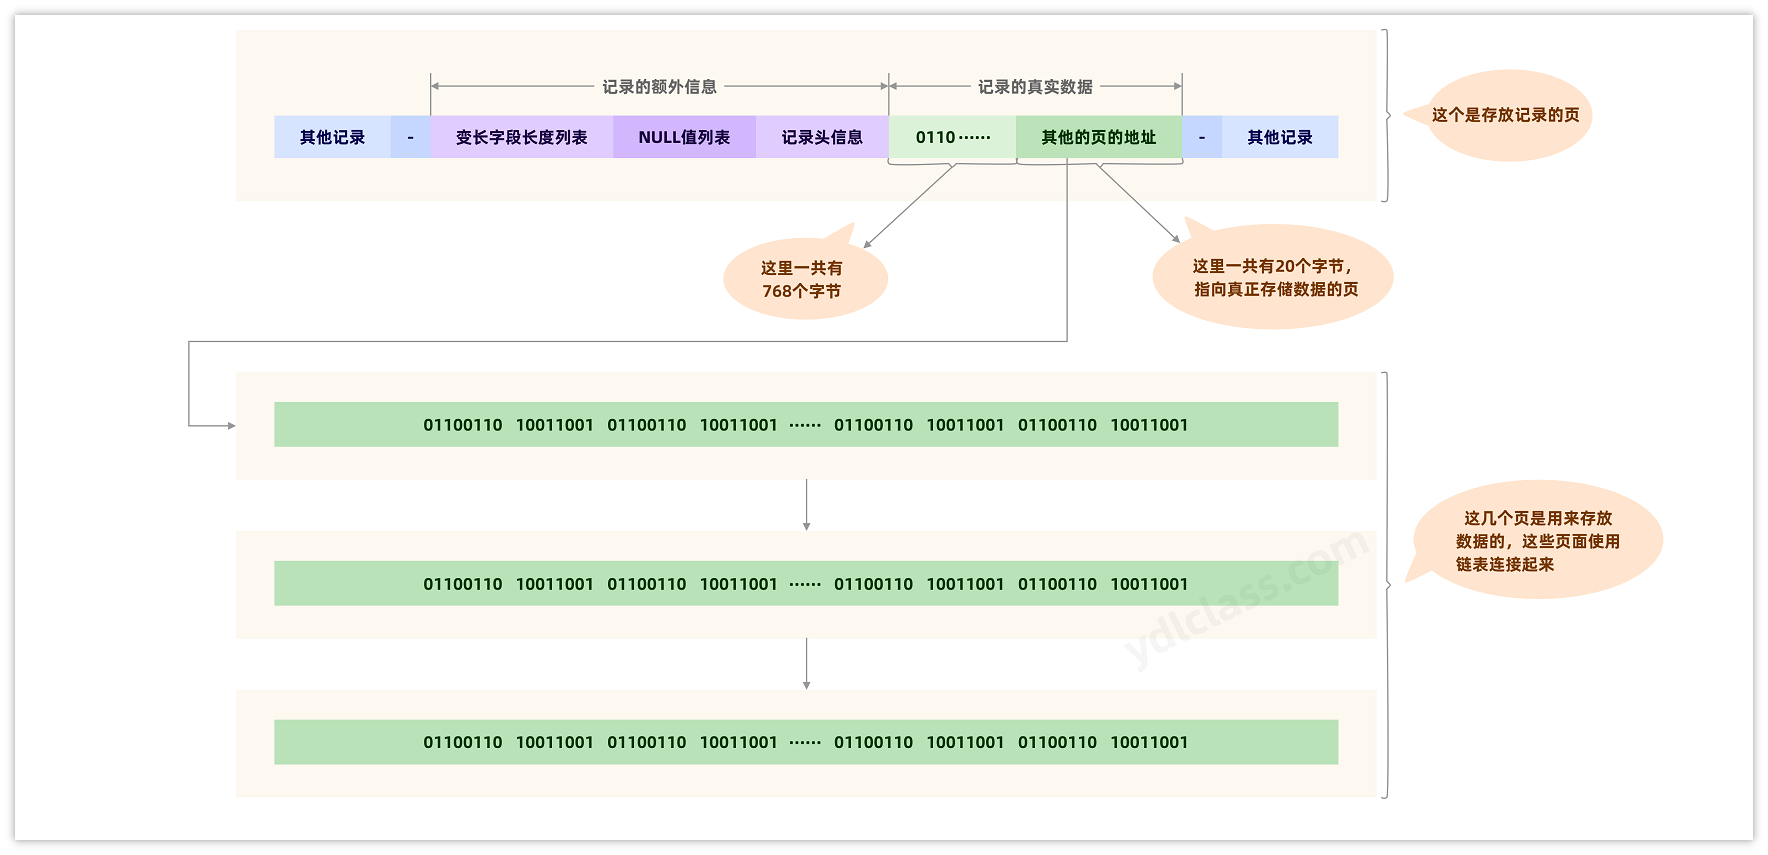 记录的额外信息
记录的真实数据
其他记录
-
变长字段长度列表
NULL值列表
记录头信息
0110······
其他的页的地址
-
其他记录
这个是存放记录的页
这里一共有
768个字节
这里一共有20个字节，
指向真正存储数据的页
01100110 10011001 01100110 10011001 ······ 01100110 10011001 01100110 10011001
01100110 10011001 01100110 10011001 ······ 01100110 10011001 01100110 10011001
01100110 10011001 01100110 10011001 ······ 01100110 10011001 01100110 10011001
这几个页是用来存放
数据的，这些页面使用
链表连接起来
ydlclass.com